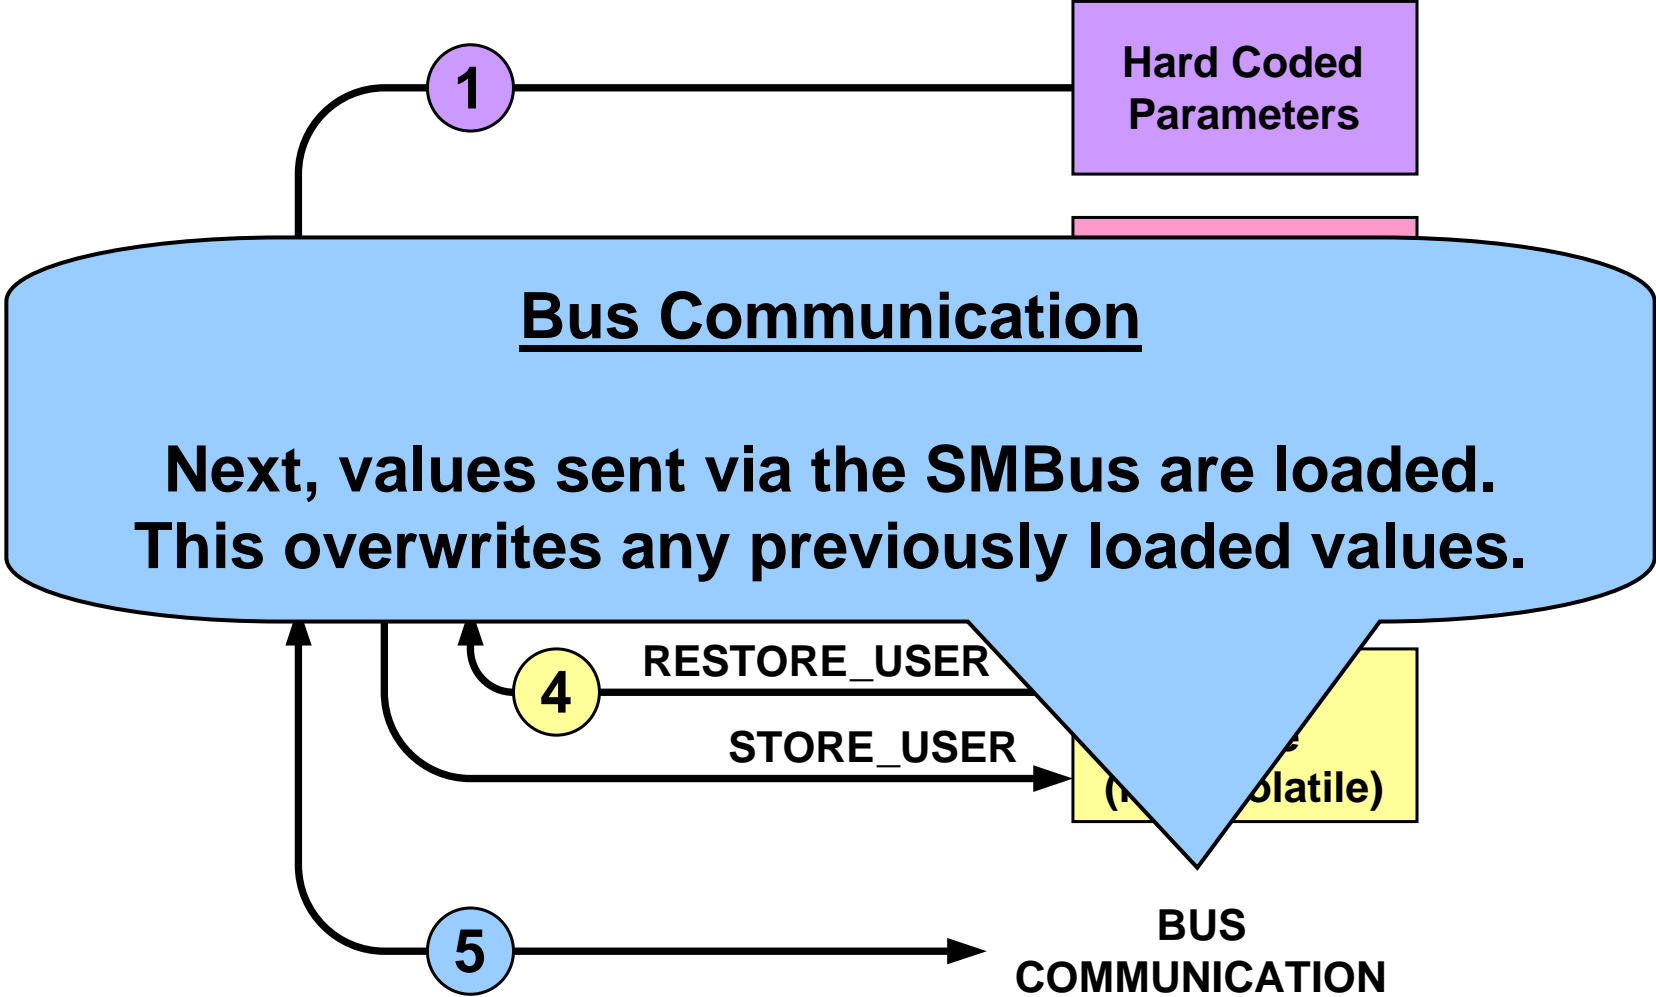 1
Hard Coded
Parameters
Bus Communication
Next, values sent via the SMBus are loaded.
This overwrites any previously loaded values.
4
RESTORE_USER
STORE_USER
5
BUS
COMMUNICATION